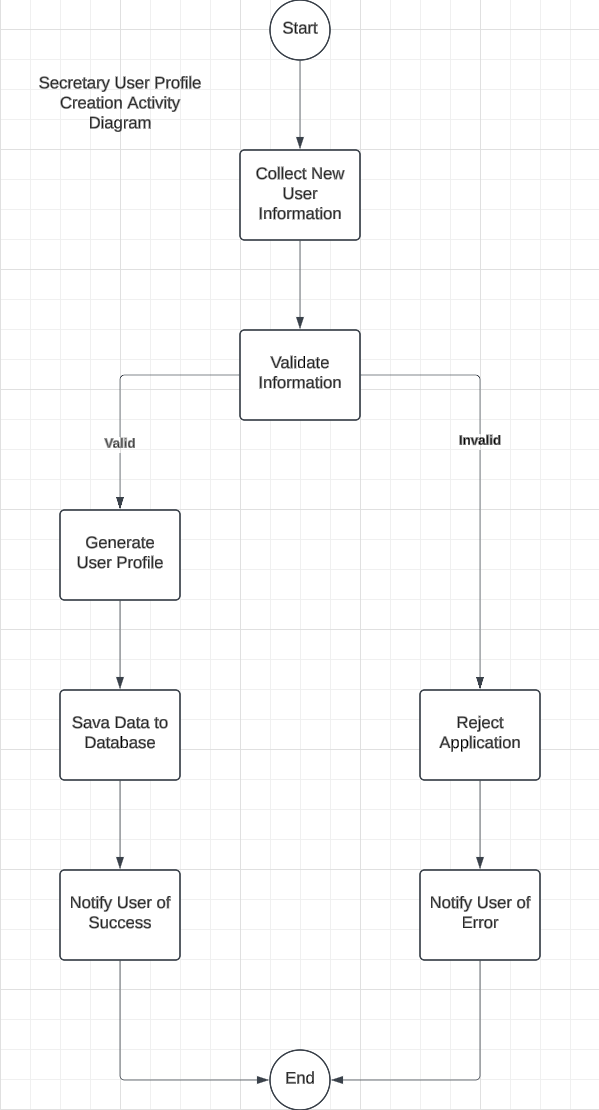 Start
Secretary User Profile
Creation Activity
Diagram
Collect New
User
Information
Validate
Information
Valid
Invalid
Generate
User Profile
Sava Data to
Database
Reject
Application
Notify User of
Success
Notify User of
Error
End